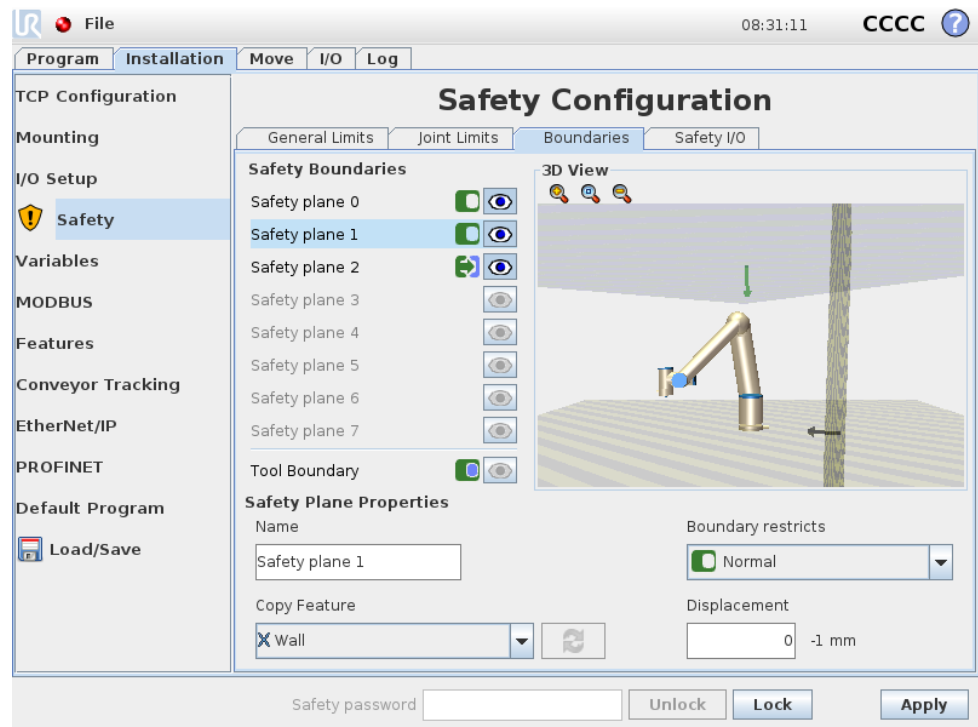 UR File 08:31:11 CCCC ?
Program Installation Move I/O Log
TCP Configuration
Mounting
I/O Setup
Safety
Variables
MODBUS
Features
Conveyor Tracking
EtherNet/IP
PROFINET
Default Program
Load/Save
Safety Configuration
General Limits Joint Limits Boundaries Safety I/O
Safety Boundaries
Safety plane 0
Safety plane 1
Safety plane 2
Safety plane 3
Safety plane 4
Safety plane 5
Safety plane 6
Safety plane 7
Tool Boundary
3D View
Safety Plane Properties
Name
Safety plane 1
Boundary restricts
Normal
Copy Feature
Wall
Displacement
0 -1 mm
Safety password Unlock Lock Apply